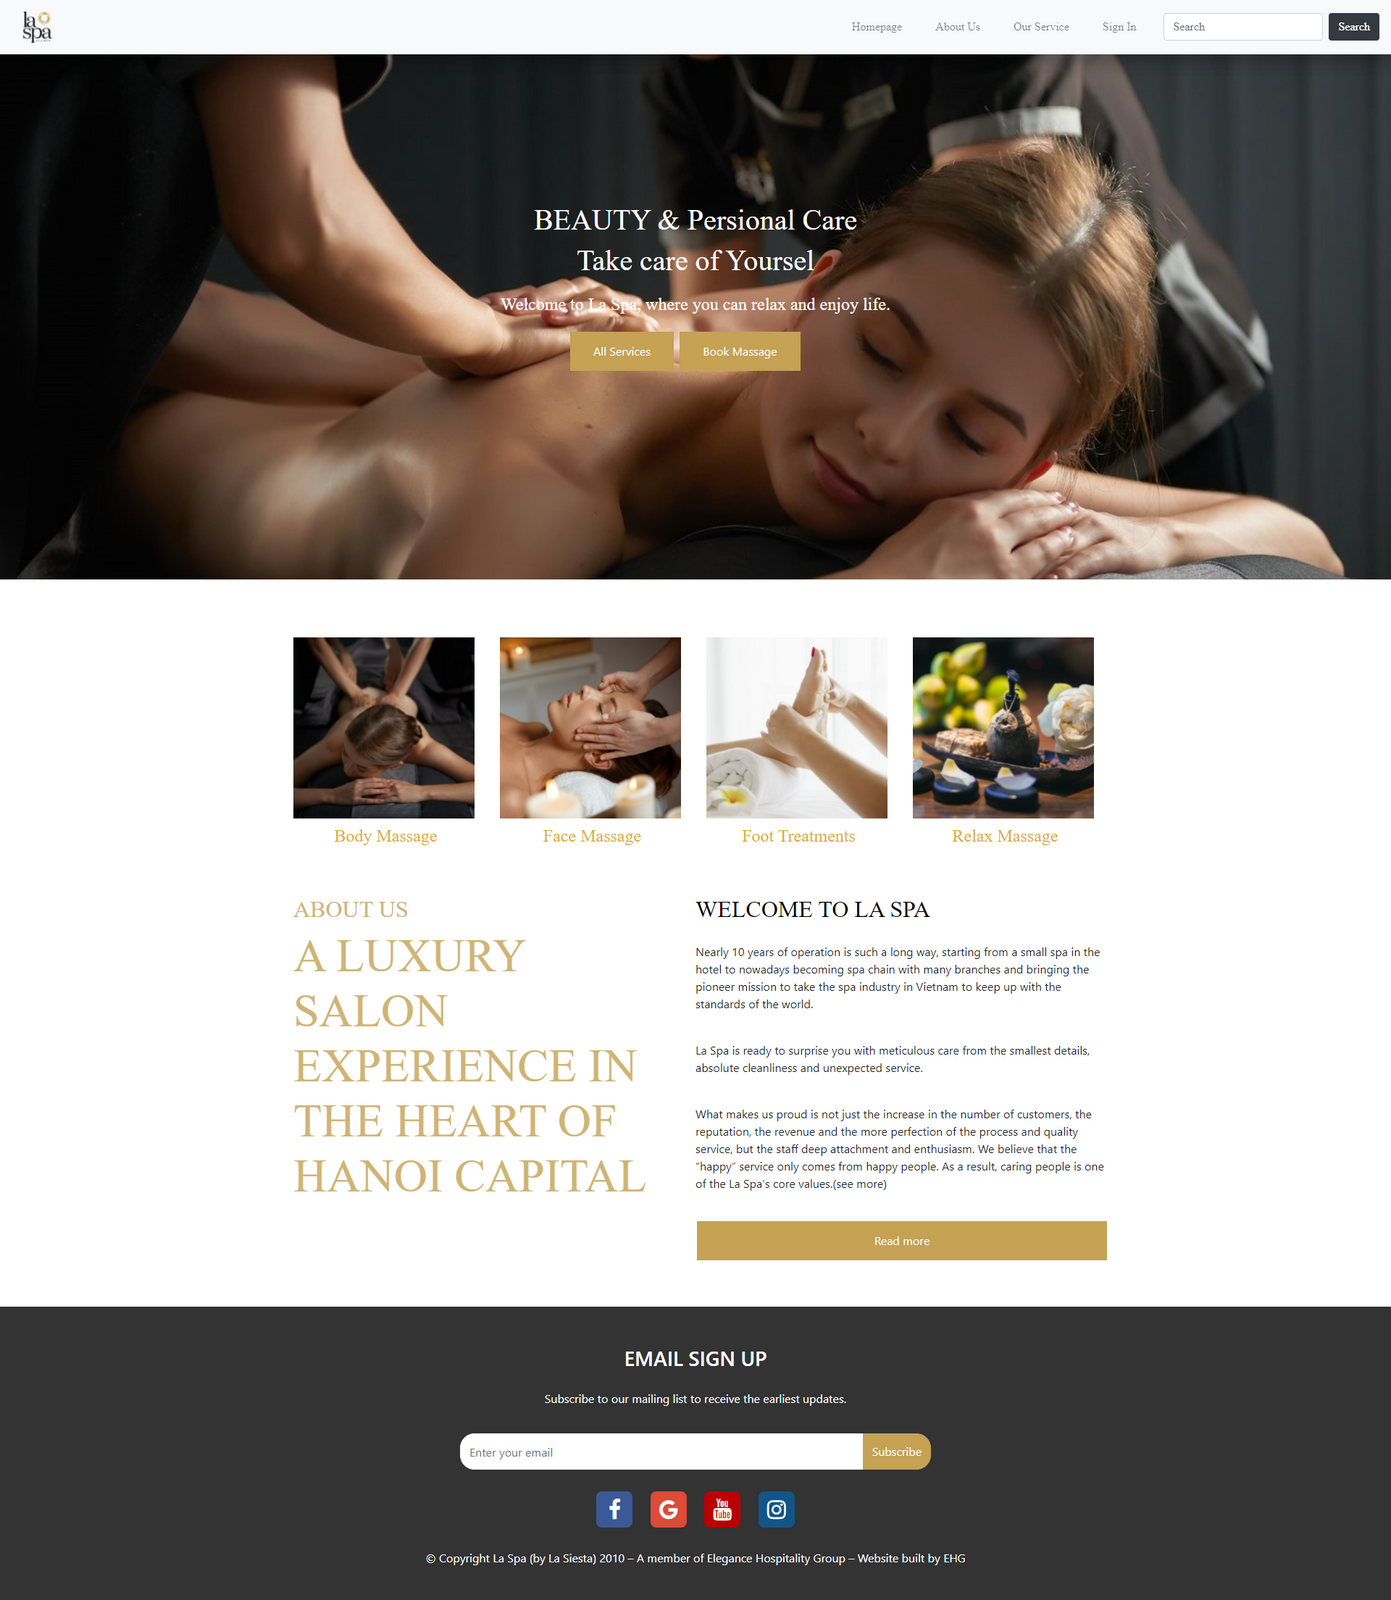 la
spa
Homepage
About Us
Our Service
Sign In
Search
Search
BEAUTY & Persional Care
Take care of Yoursel
Welcome to La Spa, where you can relax and enjoy life.
All Services
Book Massage
Body Massage
Face Massage
Foot Treatments
Relax Massage
ABOUT US
A LUXURY
SALON
EXPERIENCE IN
THE HEART OF
HANOI CAPITAL
WELCOME TO LA SPA
Nearly 10 years of operation is such a long way, starting from a small spa in the
hotel to nowadays becoming spa chain with many branches and bringing the
pioneer mission to take the spa industry in Vietnam to keep up with the
standards of the world.
La Spa is ready to surprise you with meticulous care from the smallest details,
absolute cleanliness and unexpected service.
What makes us proud is not just the increase in the number of customers, the
reputation, the revenue and the more perfection of the process and quality
service, but the staff deep attachment and enthusiasm. We believe that the
“happy” service only comes from happy people. As a result, caring people is one
of the La Spa’s core values.(see more)
Read more
EMAIL SIGN UP
Subscribe to our mailing list to receive the earliest updates.
Enter your email
Subscribe
You
Tube
© Copyright La Spa (by La Siesta) 2010 – A member of Elegance Hospitality Group – Website built by EHG